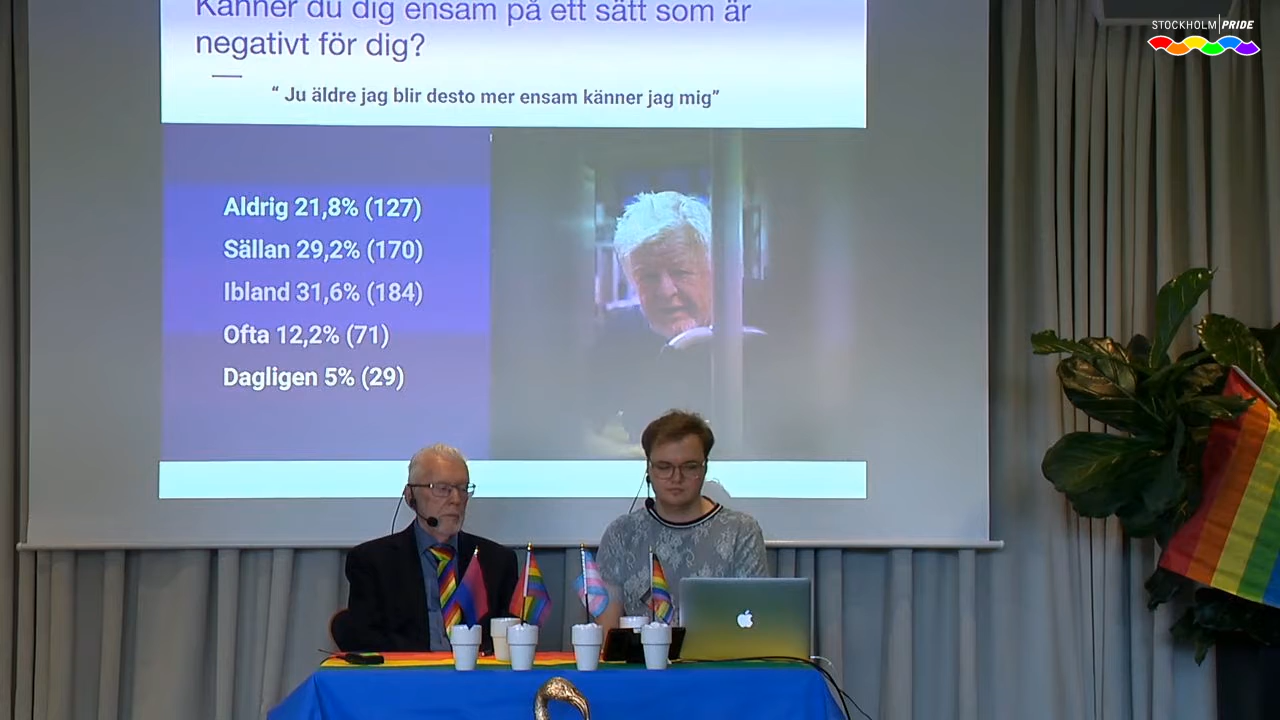 Känner du dig ensam på ett sätt som är
negativt för dig?
“ Ju äldre jag blir desto mer ensam känner jag mig”
Aldrig 21,8% (127)
Sällan 29,2% (170)
Ibland 31,6% (184)
Ofta 12,2% (71)
Dagligen 5% (29)
STOCKHOLM PRIDE